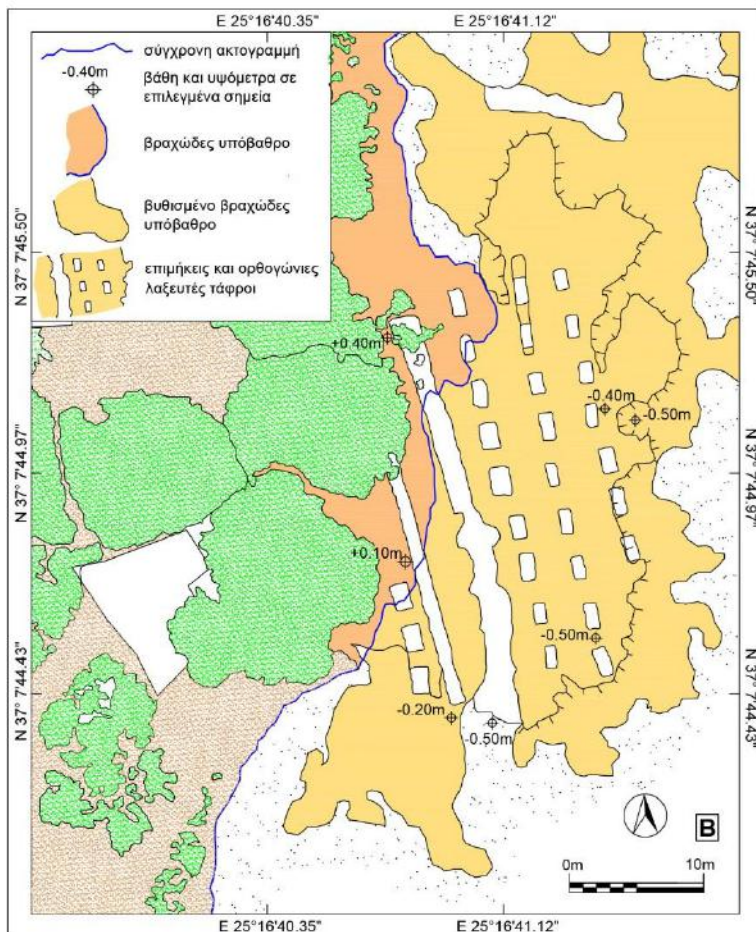 E 25°16'40.35"
E 25°16'41.12"
σύγχρονη ακτογραμμή
-0.40m
βάθη και υψόμετρα σε
επιλεγμένα σημεία
βραχώδες υπόβαθρο
βυθισμένο βραχώδες
υπόβαθρο
επιμήκεις και ορθογώνιες
λαξευτές τάφροι
N 37° 7'45.50"
N 37° 7'45.50"
+0.40m
-0.40m
-0.50m
N 37° 7'44.97"
N 37° 7'44.97"
+0.10m
-0.50m
N 37° 7'44.43"
N 37° 7'44.43"
-0.20m
-0.50m
B
0m
10m
E 25°16'40.35"
E 25°16'41.12"